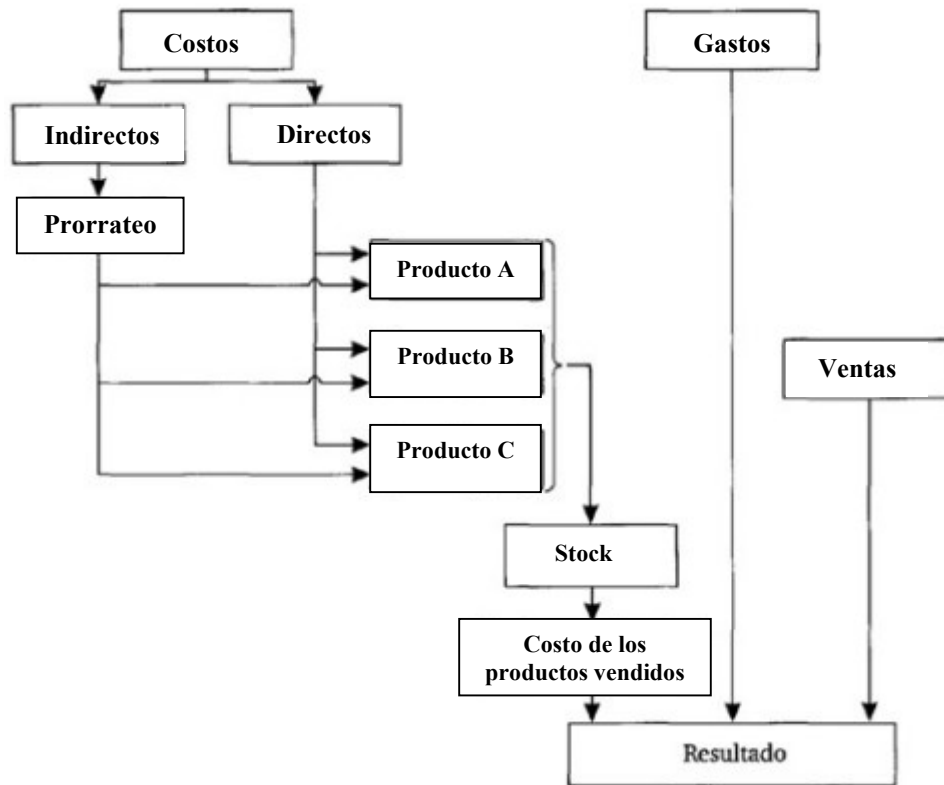 Costos
Gastos
Indirectos
Directos
Prorrateo
Producto A
Producto B
Ventas
Producto C
Stock
Costo de los
productos vendidos
Resultado